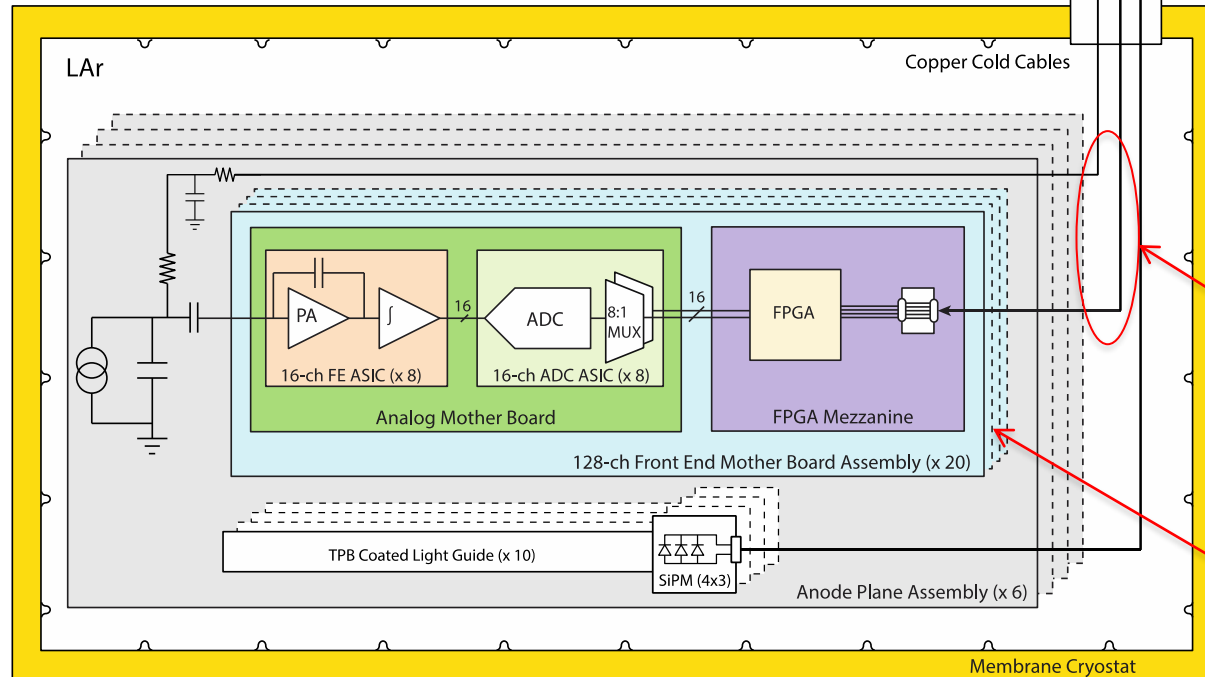 LAr
Copper Cold Cables
PA
∫
16
ADC
8:1
MUX
16
FPGA
16-ch FE ASIC (x 8)
16-ch ADC ASIC (x 8)
Analog Mother Board
FPGA Mezzanine
128-ch Front End Mother Board Assembly (x 20)
TPB Coated Light Guide (x 10)
SiPM (4x3)
Anode Plane Assembly (x 6)
Membrane Cryostat